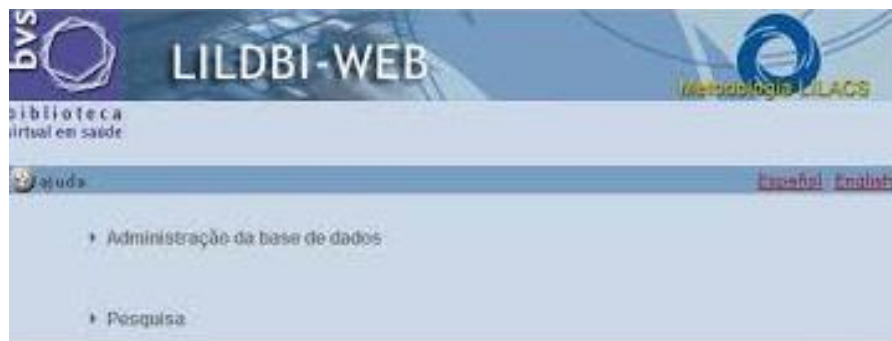 bvs
LILDBI-WEB
Metodologia LILACS
biblioteca
virtual em saúde
ajuda
Español English
Administração da base de dados
Pesquisa